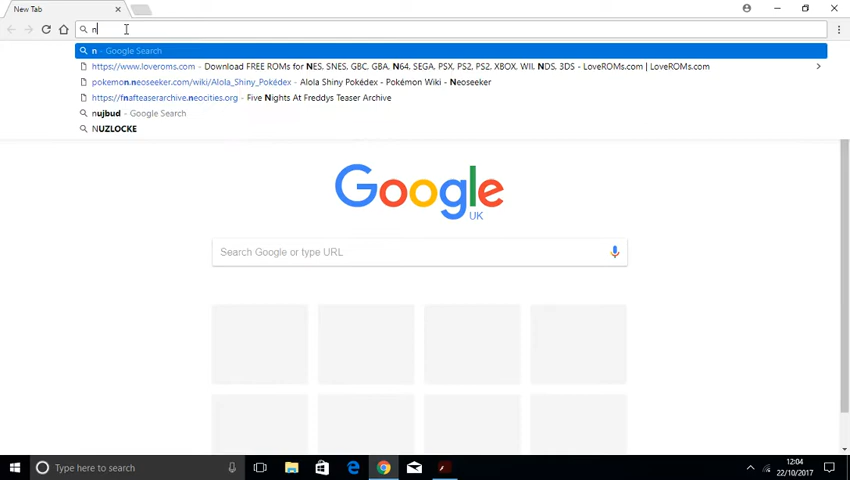 New Tab
n
n - Google Search
https://www.loveroms.com - Download FREE ROMs for NES, SNES, GBC, GBA, N64, SEGA, PSX, PS2, PS2, XBOX, WII, NDS, 3DS - LoveROMs.com | LoveROMs.com
pokemon.neoseeker.com/wiki/Alola_Shiny_Pokédex - Alola Shiny Pokédex - Pokémon Wiki - Neoseeker
https://fnafteaserarchive.neocities.org - Five Nights At Freddys Teaser Archive
nujbud - Google Search
NUZLOCKE
Google
UK
Search Google or type URL
Type here to search
12:04
22/10/2017